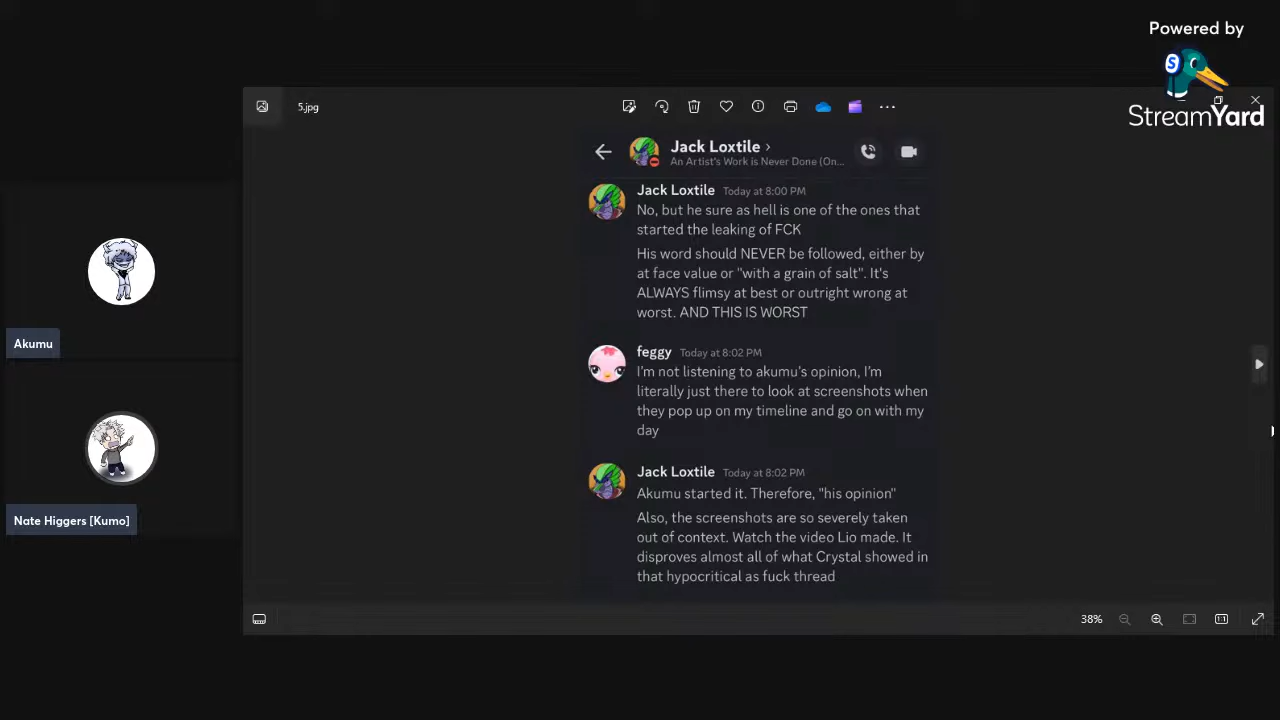 Powered by
StreamYard
5.jpg
Jack Loxtile ›
An Artist's Work is Never Done (On...
Jack Loxtile Today at 8:00 PM
No, but he sure as hell is one of the ones that
started the leaking of FCK
His word should NEVER be followed, either by
at face value or "with a grain of salt". It's
ALWAYS flimsy at best or outright wrong at
worst. AND THIS IS WORST
feggy Today at 8:02 PM
I'm not listening to akumu's opinion, I'm
literally just there to look at screenshots when
they pop up on my timeline and go on with my
day
Jack Loxtile Today at 8:02 PM
Akumu started it. Therefore, "his opinion"
Also, the screenshots are so severely taken
out of context. Watch the video Lio made. It
disproves almost all of what Crystal showed in
that hypocritical as fuck thread
Akumu
Nate Higgers [Kumo]
38%